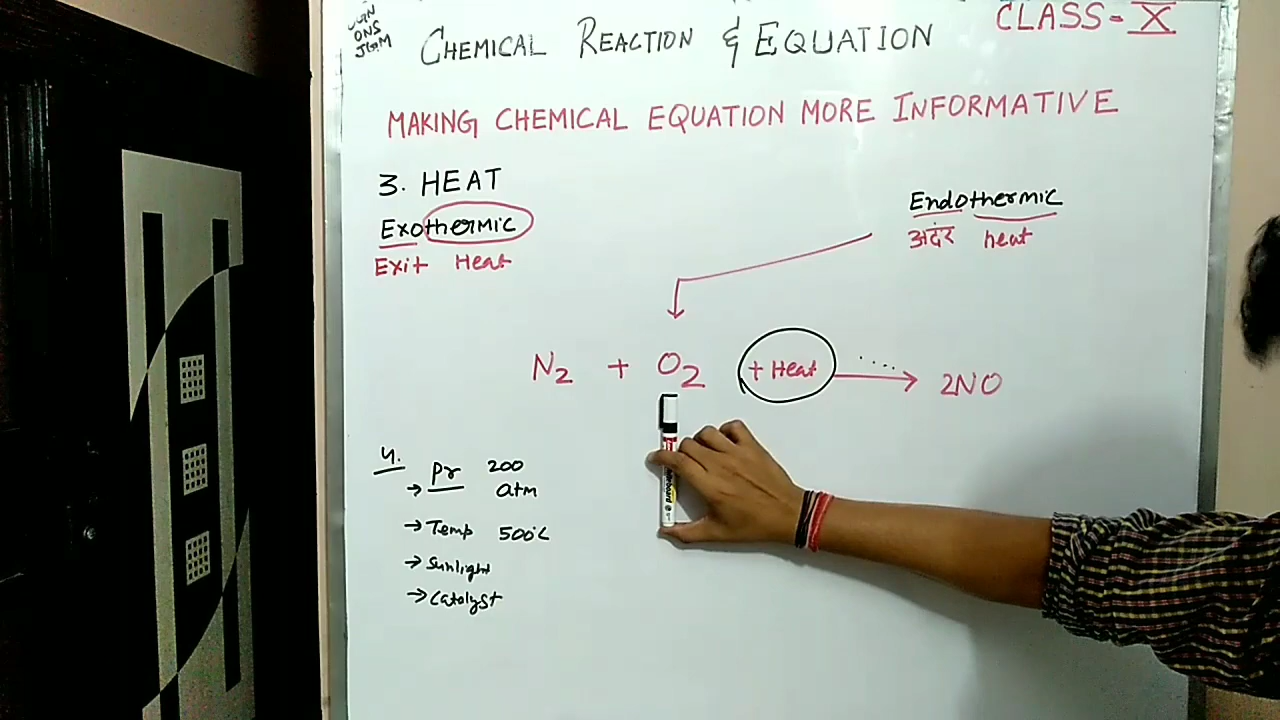 CHEMICAL REACTION & EQUATION
CLASS - X
MAKING CHEMICAL EQUATION MORE INFORMATIVE
3. HEAT
Exothermic
Exit Heat
Endothermic
अंदर heat
N2 + O2 + Heat → 2NO
4.
→ Pr 200 atm
→ Temp 500°C
→ Sunlight
→ Catalyst